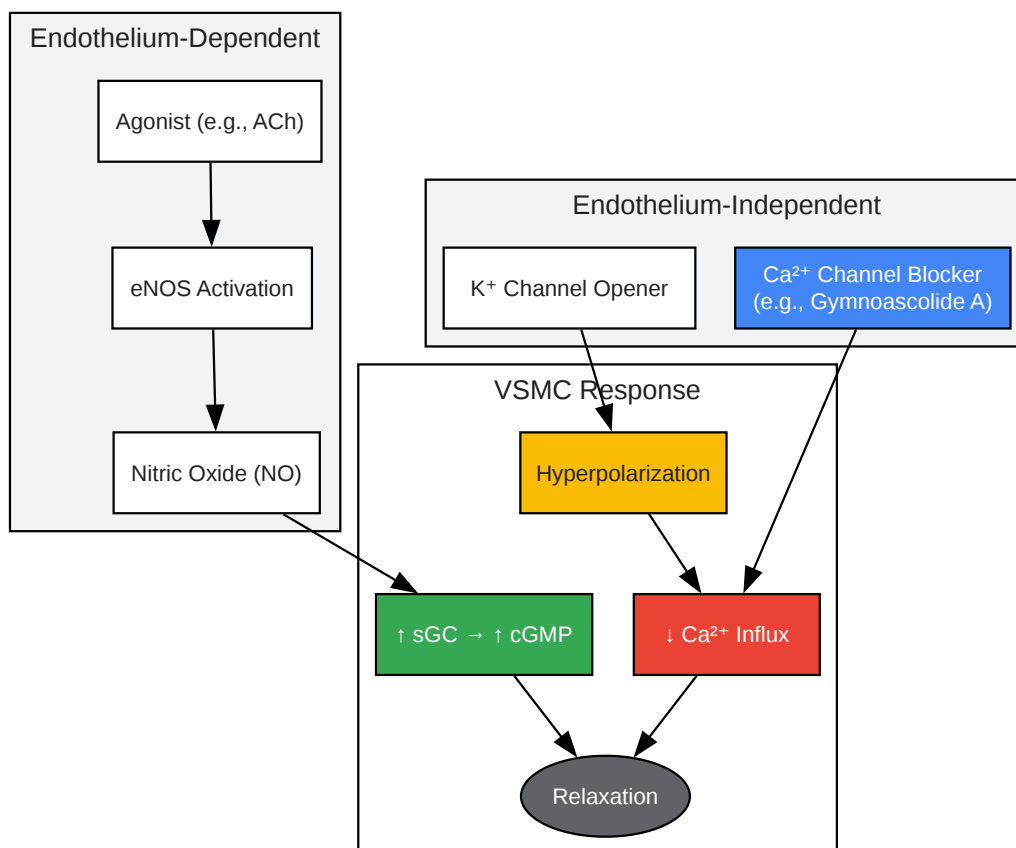 Endothelium-Dependent
Agonist (e.g., ACh)
eNOS Activation
Nitric Oxide (NO)
Endothelium-Independent
K⁺ Channel Opener
Ca²⁺ Channel Blocker
(e.g., Gymnoascolide A)
VSMC Response
Hyperpolarization
↑ sGC → ↑ cGMP
↓ Ca²⁺ Influx
Relaxation